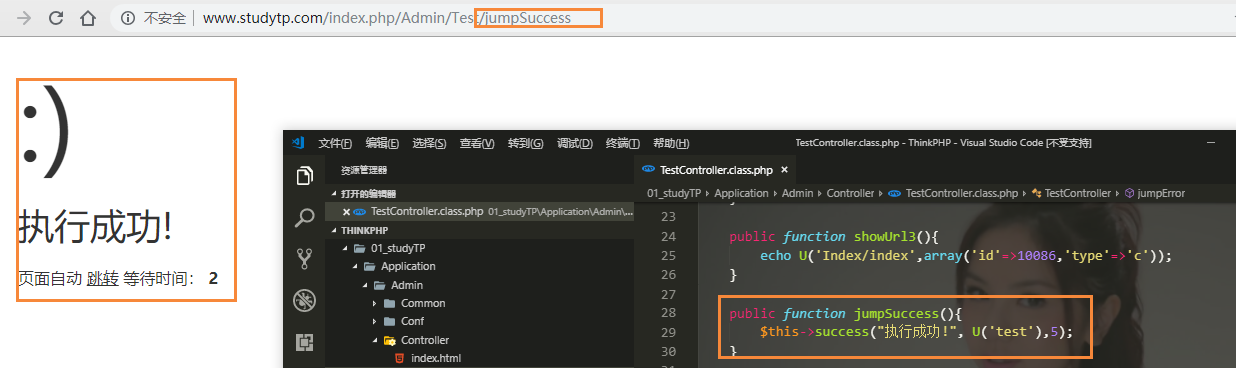 不安全 www.studytp.com/index.php/Admin/Test/jumpSuccess
:)
执行成功!
页面自动 跳转 等待时间： 2
文件(F) 编辑(E) 选择(S) 查看(V) 转到(G) 调试(D) 终端(T) 帮助(H) TestController.class.php - ThinkPHP - Visual Studio Code [不受支持]
资源管理器
打开的编辑器
TestController.class.php 01_studyTP\Application\Admin\...
THINKPHP
01_studyTP
Application
Admin
Common
Conf
Controller
index.html
TestController.class.php
01_studyTP Application Admin Controller TestController.class.php TestController jumpError
23 }
24 public function showUrl3(){
25 echo U('Index/index',array('id'=>10086,'type'=>'c'));
26 }
27
28 public function jumpSuccess(){
29 $this->success("执行成功!", U('test'),5);
30 }